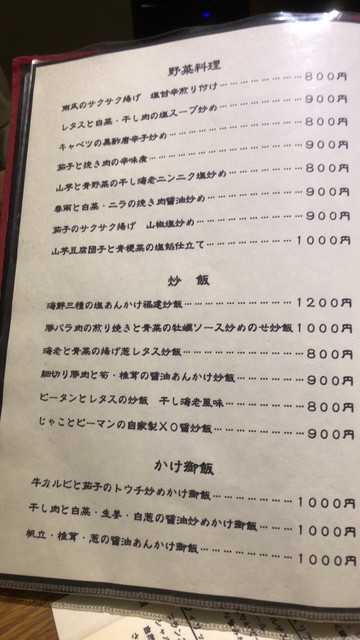 野菜料理
南瓜のサクサク揚げ 塩甘辛煎り付け………………… 800円
レタスと白菜・干し肉の塩スープ炒め………………… 900円
キャベツの黒酢唐辛子炒め………………… 800円
茄子と挽き肉の辛味煮………………… 900円
山芋と青野菜の干し海老ニンニク塩炒め………………… 800円
春雨と白菜・ニラの挽き肉醤油炒め………………… 900円
茄子のサクサク揚げ 山椒塩炒め………………… 900円
山芋豆腐団子と青梗菜の塩餡仕立て………………… 1000円
炒飯
海鮮三種の塩あんかけ福建炒飯………………… 1200円
豚バラ肉の煎り焼きと青菜の牡蠣ソース炒めのせ炒飯 1000円
海老と青菜の揚げ葱レタス炒飯………………… 800円
細切り豚肉と筍・椎茸の醤油あんかけ炒飯………………… 900円
ピータンとレタスの炒飯 干し海老風味………………… 800円
じゃことピーマンの自家製XO醤炒飯………………… 900円
かけ御飯
牛カルビと茄子のトウチ炒めかけ御飯………………… 1000円
干し肉と白菜・生姜・白葱の醤油炒めかけ御飯………… 1000円
帆立・椎茸・葱の醤油あんかけ御飯………………… 1000円